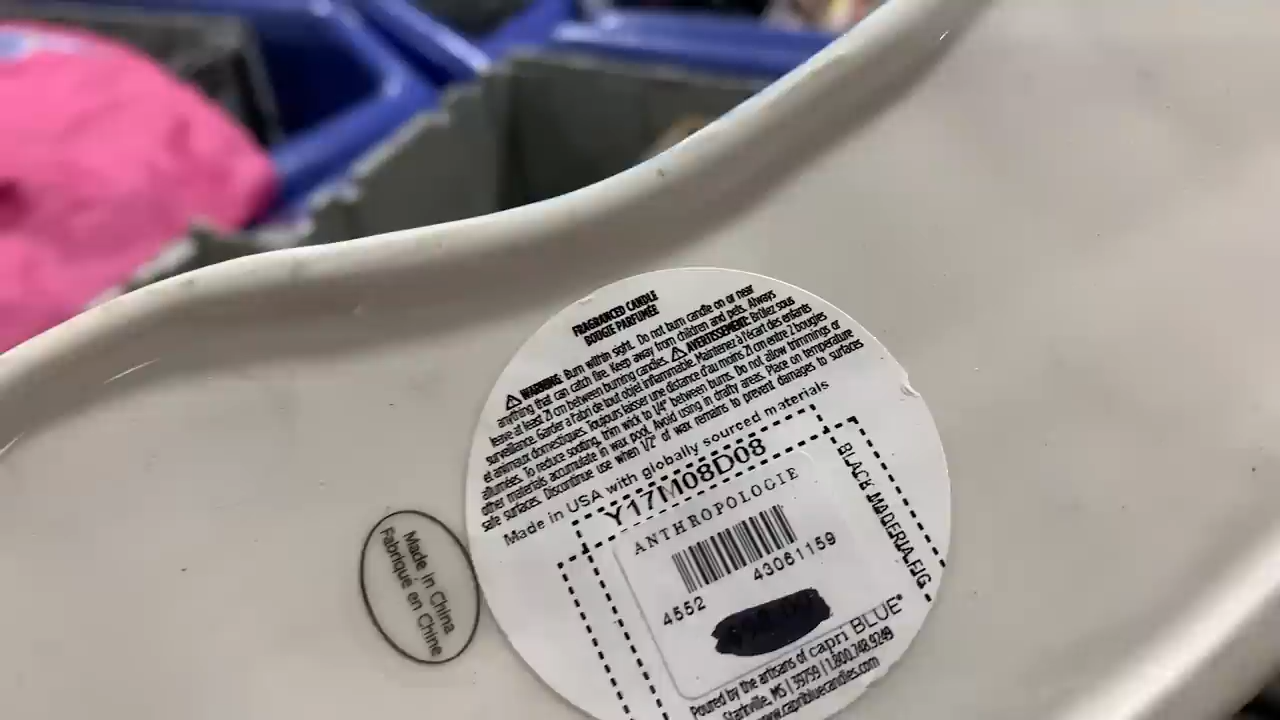 FRAGRANCED CANDLE
BOUGIE PARFUMÉE
WARNING: Burn within sight. Do not burn candle on or near
anything that can catch fire. Keep away from children and pets. Always
leave at least 21 cm between burning candles. AVERTISSEMENT: Brûlez sous
surveillance. Garder à l'abri de tout objet inflammable. Maintenez à l'écart des enfants
et animaux domestiques. Toujours laisser une distance d'au moins 21 cm entre 2 bougies
allumées. To reduce sooting, trim wick to 1/4" between burns. Do not allow trimmings or
other materials accumulate in wax pool. Avoid using in drafty areas. Place on temperature
safe surfaces. Discontinue use when 1/2" of wax remains to prevent damages to surfaces
Made in USA with globally sourced materials
Y17M08D08
BLACK MADERIA FIG
ANTHROPOLOGIE
43061159
4552
Poured by the artisans of capri BLUE®
Starkville, MS | 39759 | 1.800.748.9249
www.capribluecandles.com
Made in China
Fabriqué en Chine